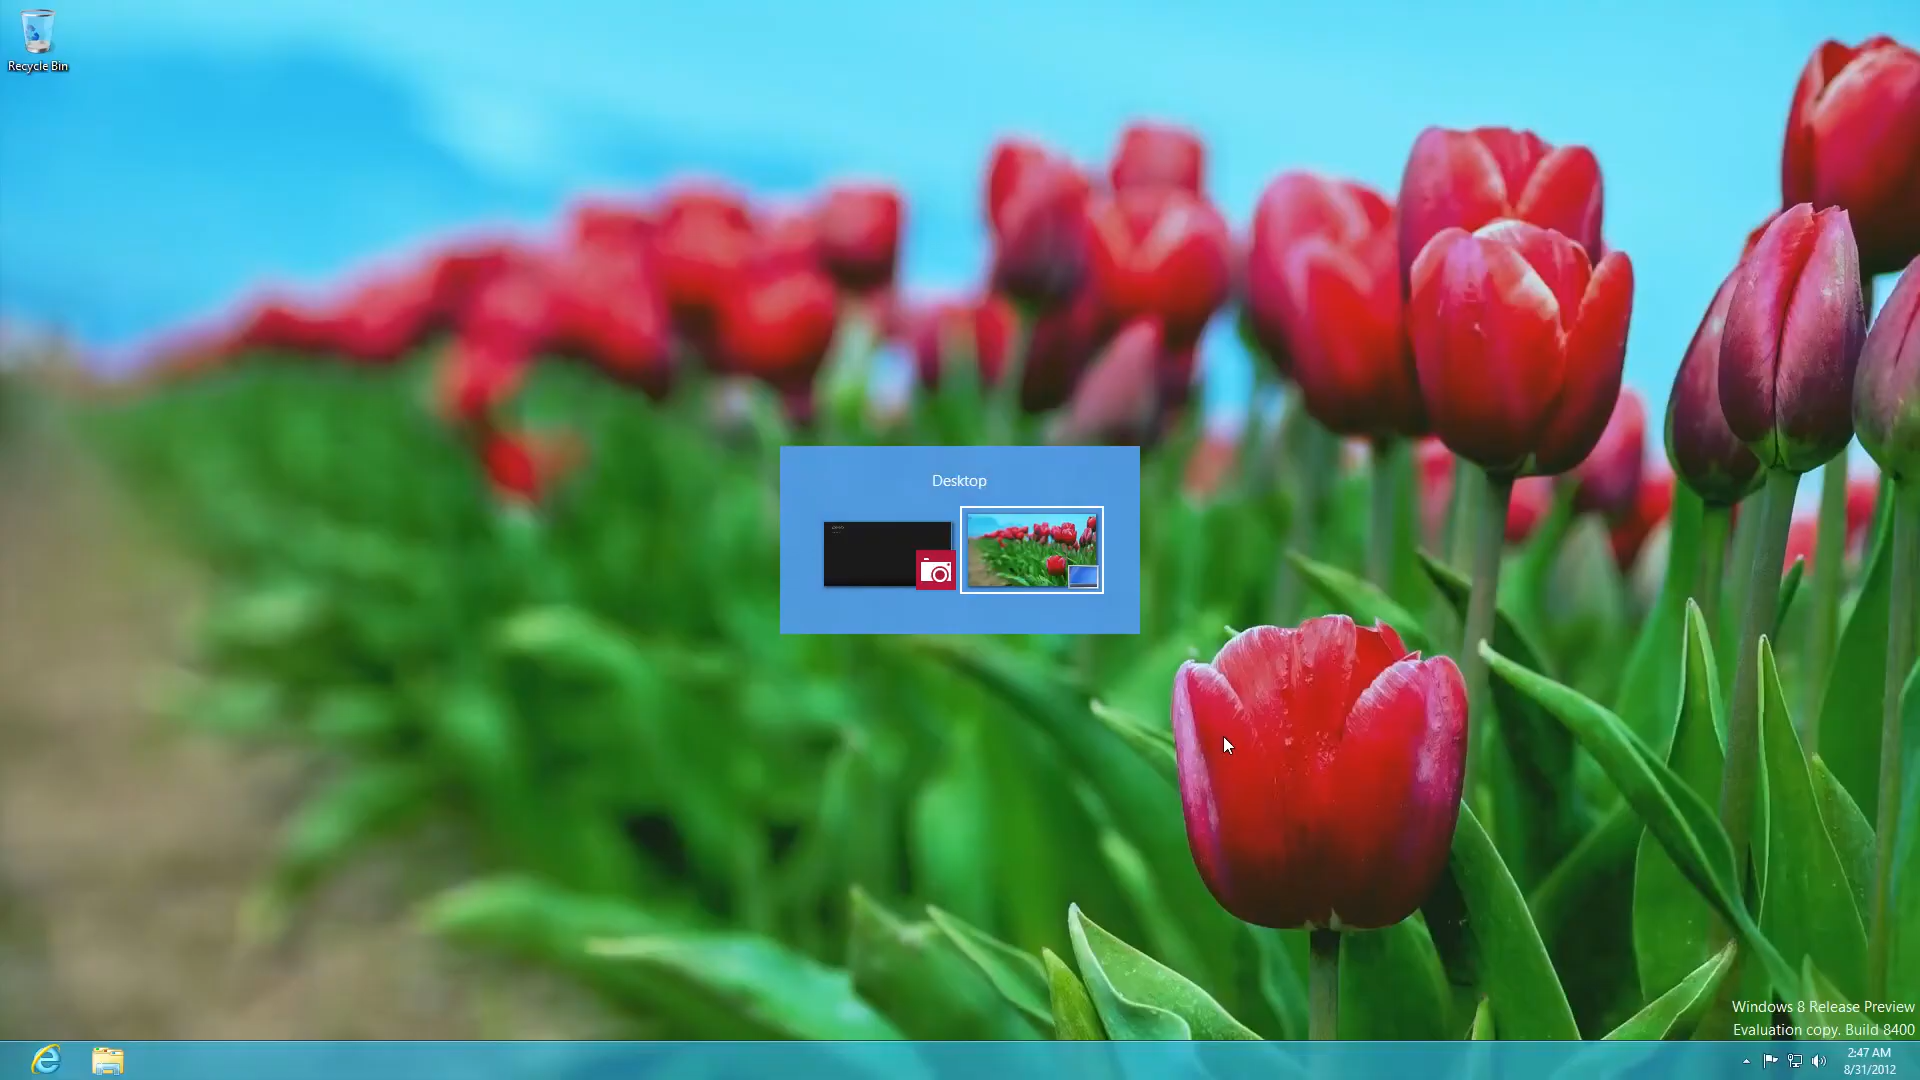 Recycle Bin
Desktop
Windows 8 Release Preview
Evaluation copy. Build 8400
2:47 AM
8/31/2012